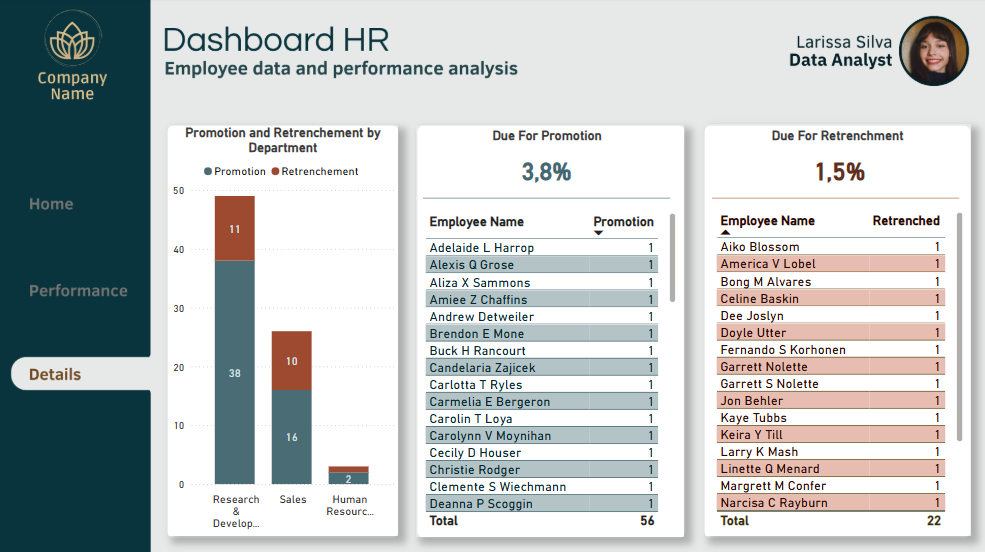 Company
Name
Home
Performance
Details
Dashboard HR
Employee data and performance analysis
Larissa Silva
Data Analyst
Promotion and Retrenchement by
Department
Promotion Retrenchement
50
40
30
20
10
0
11
38
10
16
2
Research
&
Develop...
Sales
Human
Resourc...
Due For Promotion
3,8%
Employee Name Promotion
Adelaide L Harrop 1
Alexis Q Grose 1
Aliza X Sammons 1
Amiee Z Chaffins 1
Andrew Detweiler 1
Brendon E Mone 1
Buck H Rancourt 1
Candelaria Zajicek 1
Carlotta T Ryles 1
Carmelia E Bergeron 1
Carolin T Loya 1
Carolynn V Moynihan 1
Cecily D Houser 1
Christie Rodger 1
Clemente S Wiechmann 1
Deanna P Scoggin 1
Total 56
Due For Retrenchment
1,5%
Employee Name Retrenched
Aiko Blossom 1
America V Lobel 1
Bong M Alvares 1
Celine Baskin 1
Dee Joslyn 1
Doyle Utter 1
Fernando S Korhonen 1
Garrett Nolette 1
Garrett S Nolette 1
Jon Behler 1
Kaye Tubbs 1
Keira Y Till 1
Larry K Mash 1
Linette Q Menard 1
Margrett M Confer 1
Narcisa C Rayburn 1
Total 22